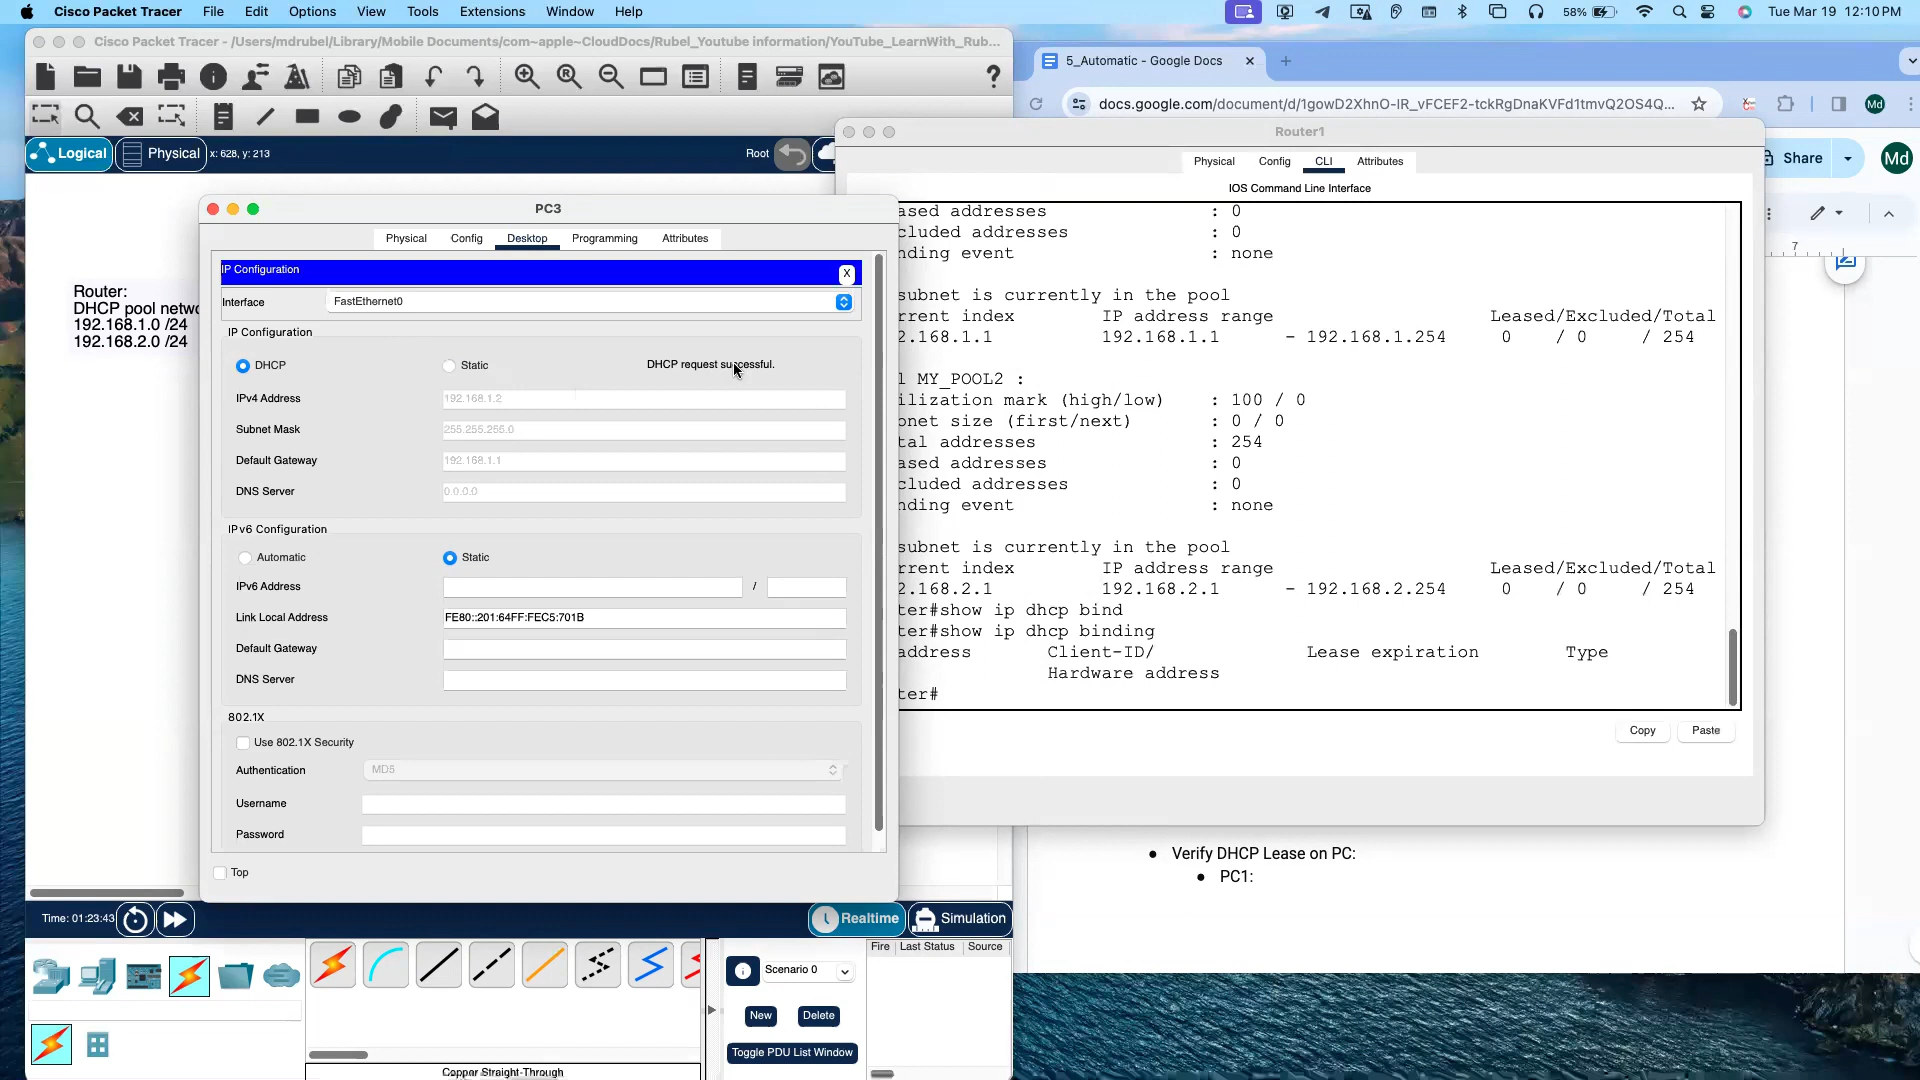 Cisco Packet Tracer File Edit Options View Tools Extensions Window Help
58% Tue Mar 19 12:10 PM
Cisco Packet Tracer - /Users/mdrubel/Library/Mobile Documents/com~apple~CloudDocs/Rubel_Youtube information/YouTube_LearnWith_Rub...
5_Automatic - Google Docs
docs.google.com/document/d/1gowD2XhnO-IR_vFCEF2-tckRgDnaKVFd1tmvQ2OS4Q...
Md
Logical Physical x: 628, y: 213 Root
Share Md
7
Router:
DHCP pool netwo
192.168.1.0 /24
192.168.2.0 /24
PC3
Physical Config Desktop Programming Attributes
IP Configuration X
Interface FastEthernet0
IP Configuration
DHCP Static DHCP request successful.
IPv4 Address 192.168.1.2
Subnet Mask 255.255.255.0
Default Gateway 192.168.1.1
DNS Server 0.0.0.0
IPv6 Configuration
Automatic Static
IPv6 Address /
Link Local Address FE80::201:64FF:FEC5:701B
Default Gateway
DNS Server
802.1X
Use 802.1X Security
Authentication MD5
Username
Password
Top
Router1
Physical Config CLI Attributes
IOS Command Line Interface
ased addresses : 0
cluded addresses : 0
nding event : none
subnet is currently in the pool
rrent index IP address range Leased/Excluded/Total
2.168.1.1 192.168.1.1 - 192.168.1.254 0 / 0 / 254
l MY_POOL2 :
ilization mark (high/low) : 100 / 0
bnet size (first/next) : 0 / 0
tal addresses : 254
ased addresses : 0
cluded addresses : 0
nding event : none
subnet is currently in the pool
rrent index IP address range Leased/Excluded/Total
2.168.2.1 192.168.2.1 - 192.168.2.254 0 / 0 / 254
ter#show ip dhcp bind
ter#show ip dhcp binding
address Client-ID/ Lease expiration Type
Hardware address
ter#
Copy Paste
Verify DHCP Lease on PC:
PC1:
Time: 01:23:43 Realtime Simulation
Scenario 0
New Delete
Toggle PDU List Window
Fire Last Status Source
Copper Straight-Through